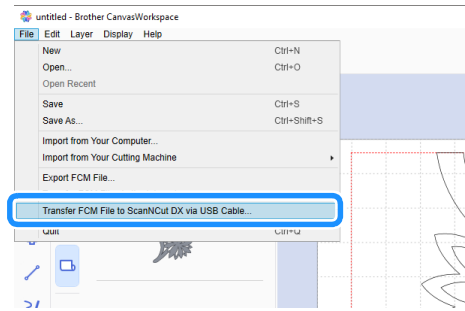 untitled - Brother CanvasWorkspace
File Edit Layer Display Help
New Ctrl+N
Open... Ctrl+O
Open Recent
Save Ctrl+S
Save As... Ctrl+Shift+S
Import from Your Computer...
Import from Your Cutting Machine
Export FCM File...
Transfer FCM File to ScanNCut DX via USB Cable...
Quit Ctrl+Q